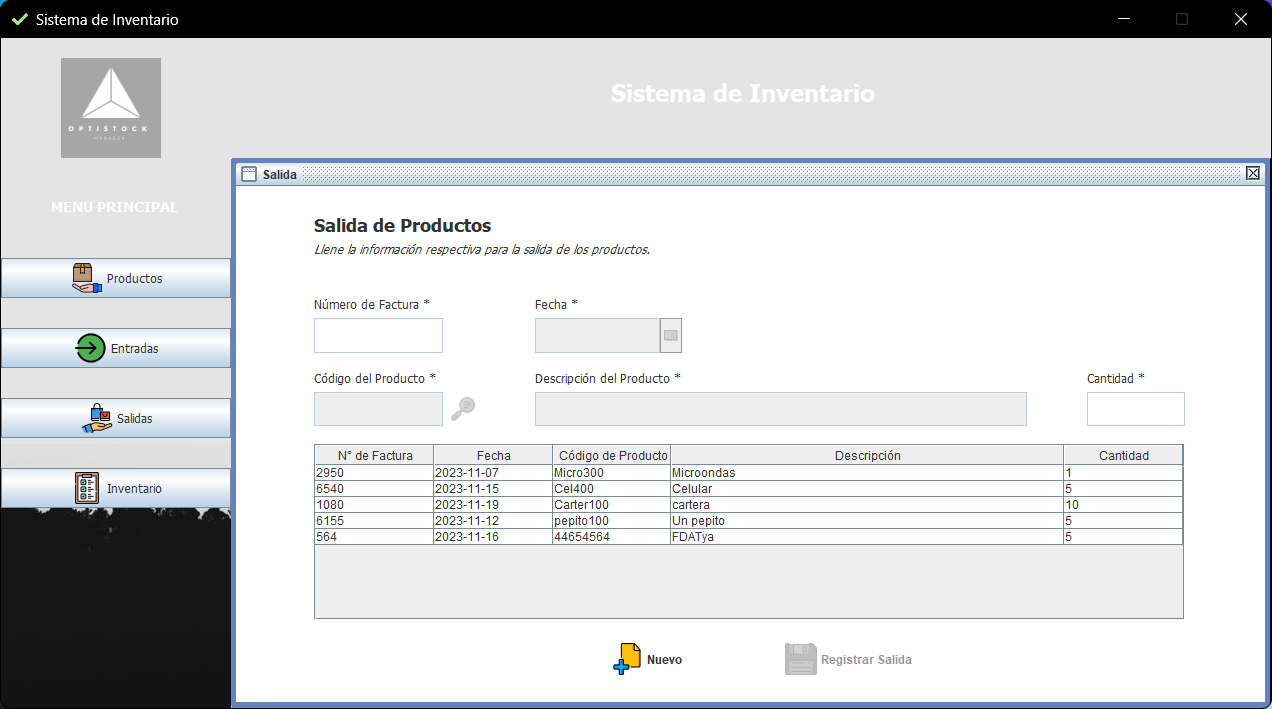 Sistema de Inventario
OPTISTOCK
MANAGER
Sistema de Inventario
MENU PRINCIPAL
Productos
Entradas
Salidas
Inventario
Salida
Salida de Productos
Llene la información respectiva para la salida de los productos.
Número de Factura * Fecha *
Código del Producto * Descripción del Producto * Cantidad *
N° de Factura Fecha Código de Producto Descripción Cantidad
2950 2023-11-07 Micro300 Microondas 1
6540 2023-11-15 Cel400 Celular 5
1080 2023-11-19 Carter100 cartera 10
6155 2023-11-12 pepito100 Un pepito 5
564 2023-11-16 44654564 FDATya 5
Nuevo Registrar Salida